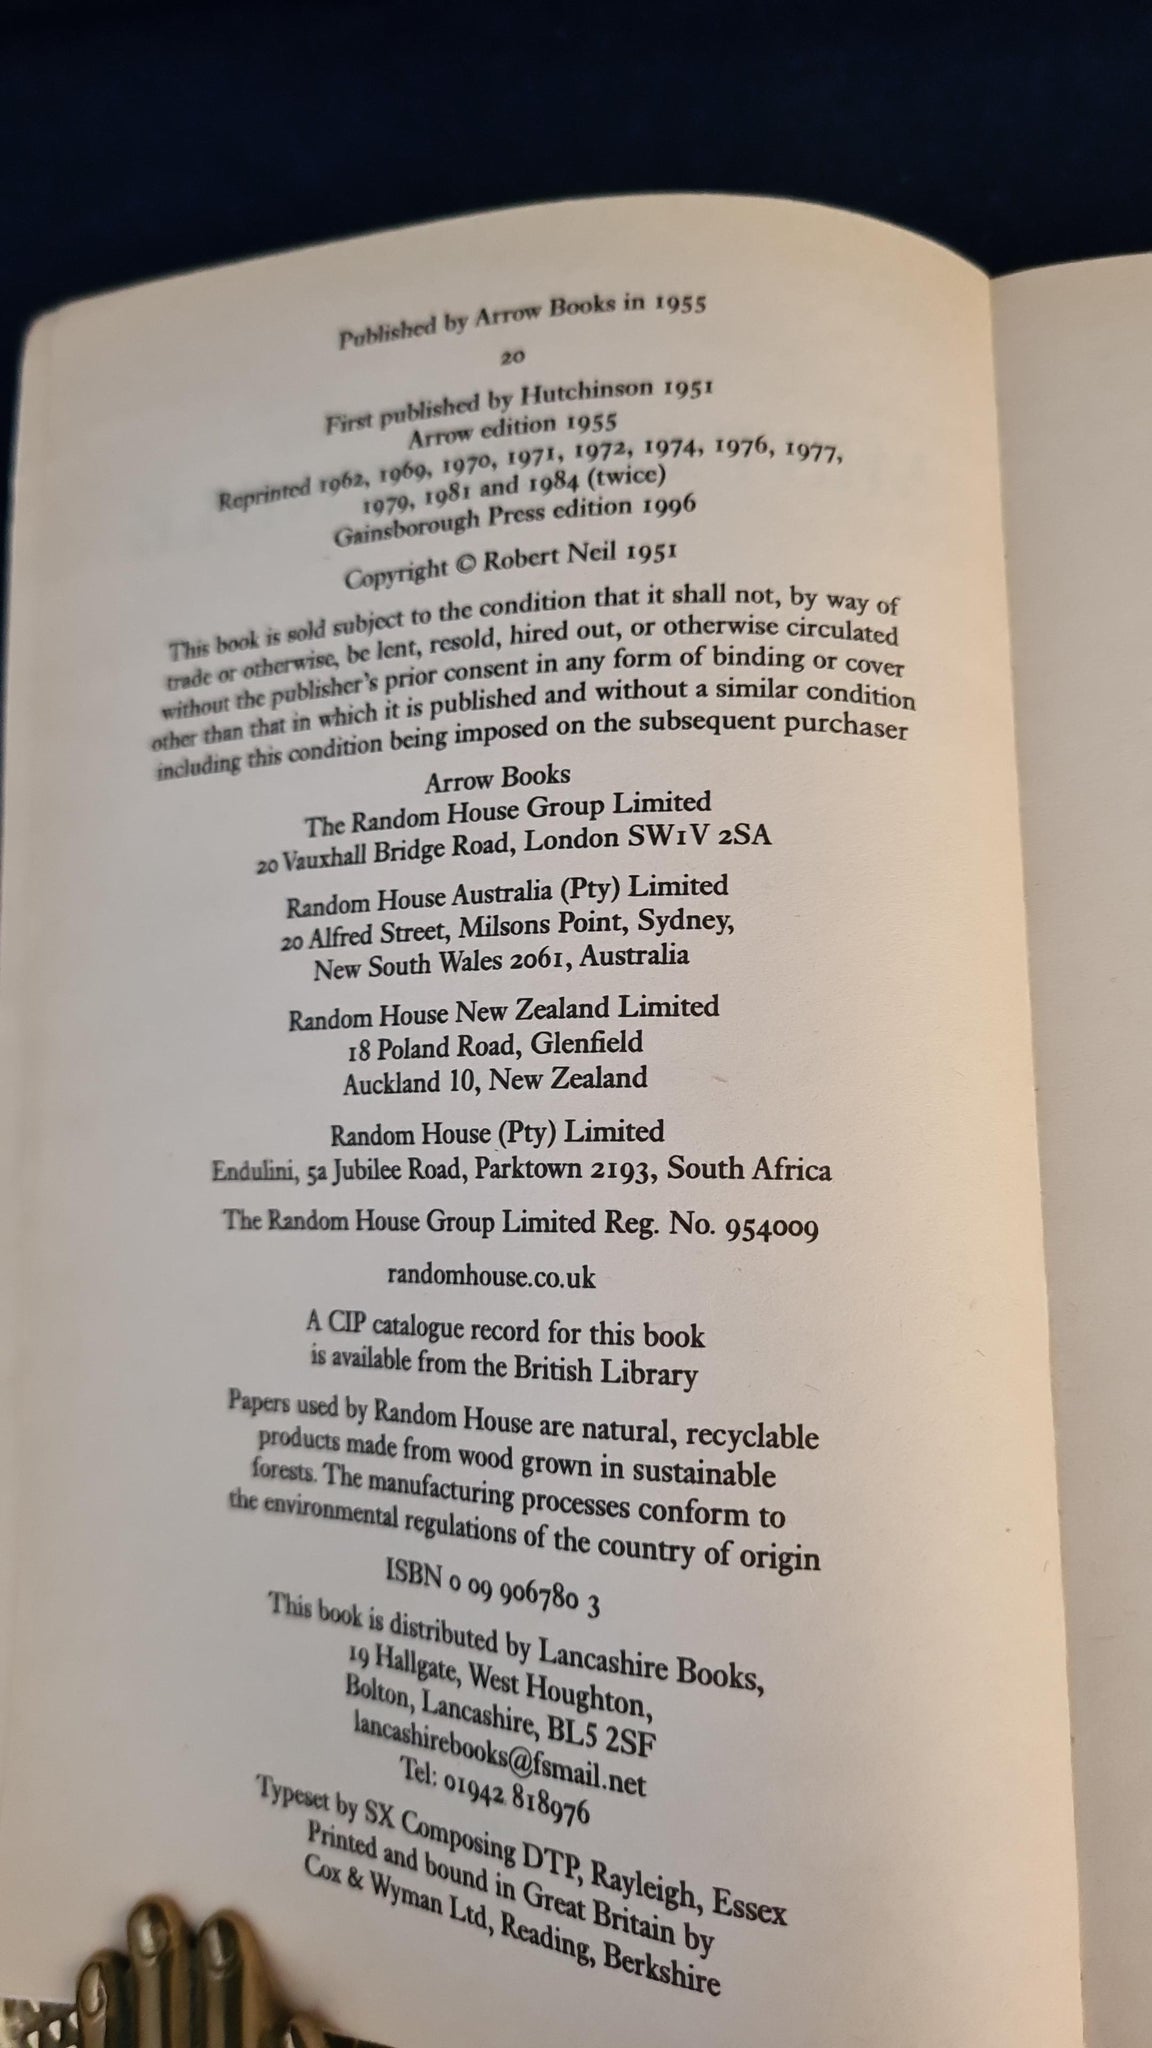 Published by Arrow Books in 1955
20
First published by Hutchinson 1951
Arrow edition 1955
Reprinted 1962, 1969, 1970, 1971, 1972, 1974, 1976, 1977,
1979, 1981 and 1984 (twice)
Gainsborough Press edition 1996
Copyright © Robert Neil 1951
This book is sold subject to the condition that it shall not, by way of
trade or otherwise, be lent, resold, hired out, or otherwise circulated
without the publisher's prior consent in any form of binding or cover
other than that in which it is published and without a similar condition
including this condition being imposed on the subsequent purchaser
Arrow Books
The Random House Group Limited
20 Vauxhall Bridge Road, London SW1V 2SA
Random House Australia (Pty) Limited
20 Alfred Street, Milsons Point, Sydney,
New South Wales 2061, Australia
Random House New Zealand Limited
18 Poland Road, Glenfield
Auckland 10, New Zealand
Random House (Pty) Limited
Endulini, 5a Jubilee Road, Parktown 2193, South Africa
The Random House Group Limited Reg. No. 954009
randomhouse.co.uk
A CIP catalogue record for this book
is available from the British Library
Papers used by Random House are natural, recyclable
products made from wood grown in sustainable
forests. The manufacturing processes conform to
the environmental regulations of the country of origin
ISBN 0 09 906780 3
This book is distributed by Lancashire Books,
19 Hallgate, West Houghton,
Bolton, Lancashire, BL5 2SF
lancashirebooks@fsmail.net
Tel: 01942 818976
Typeset by SX Composing DTP, Rayleigh, Essex
Printed and bound in Great Britain by
Cox & Wyman Ltd, Reading, Berkshire